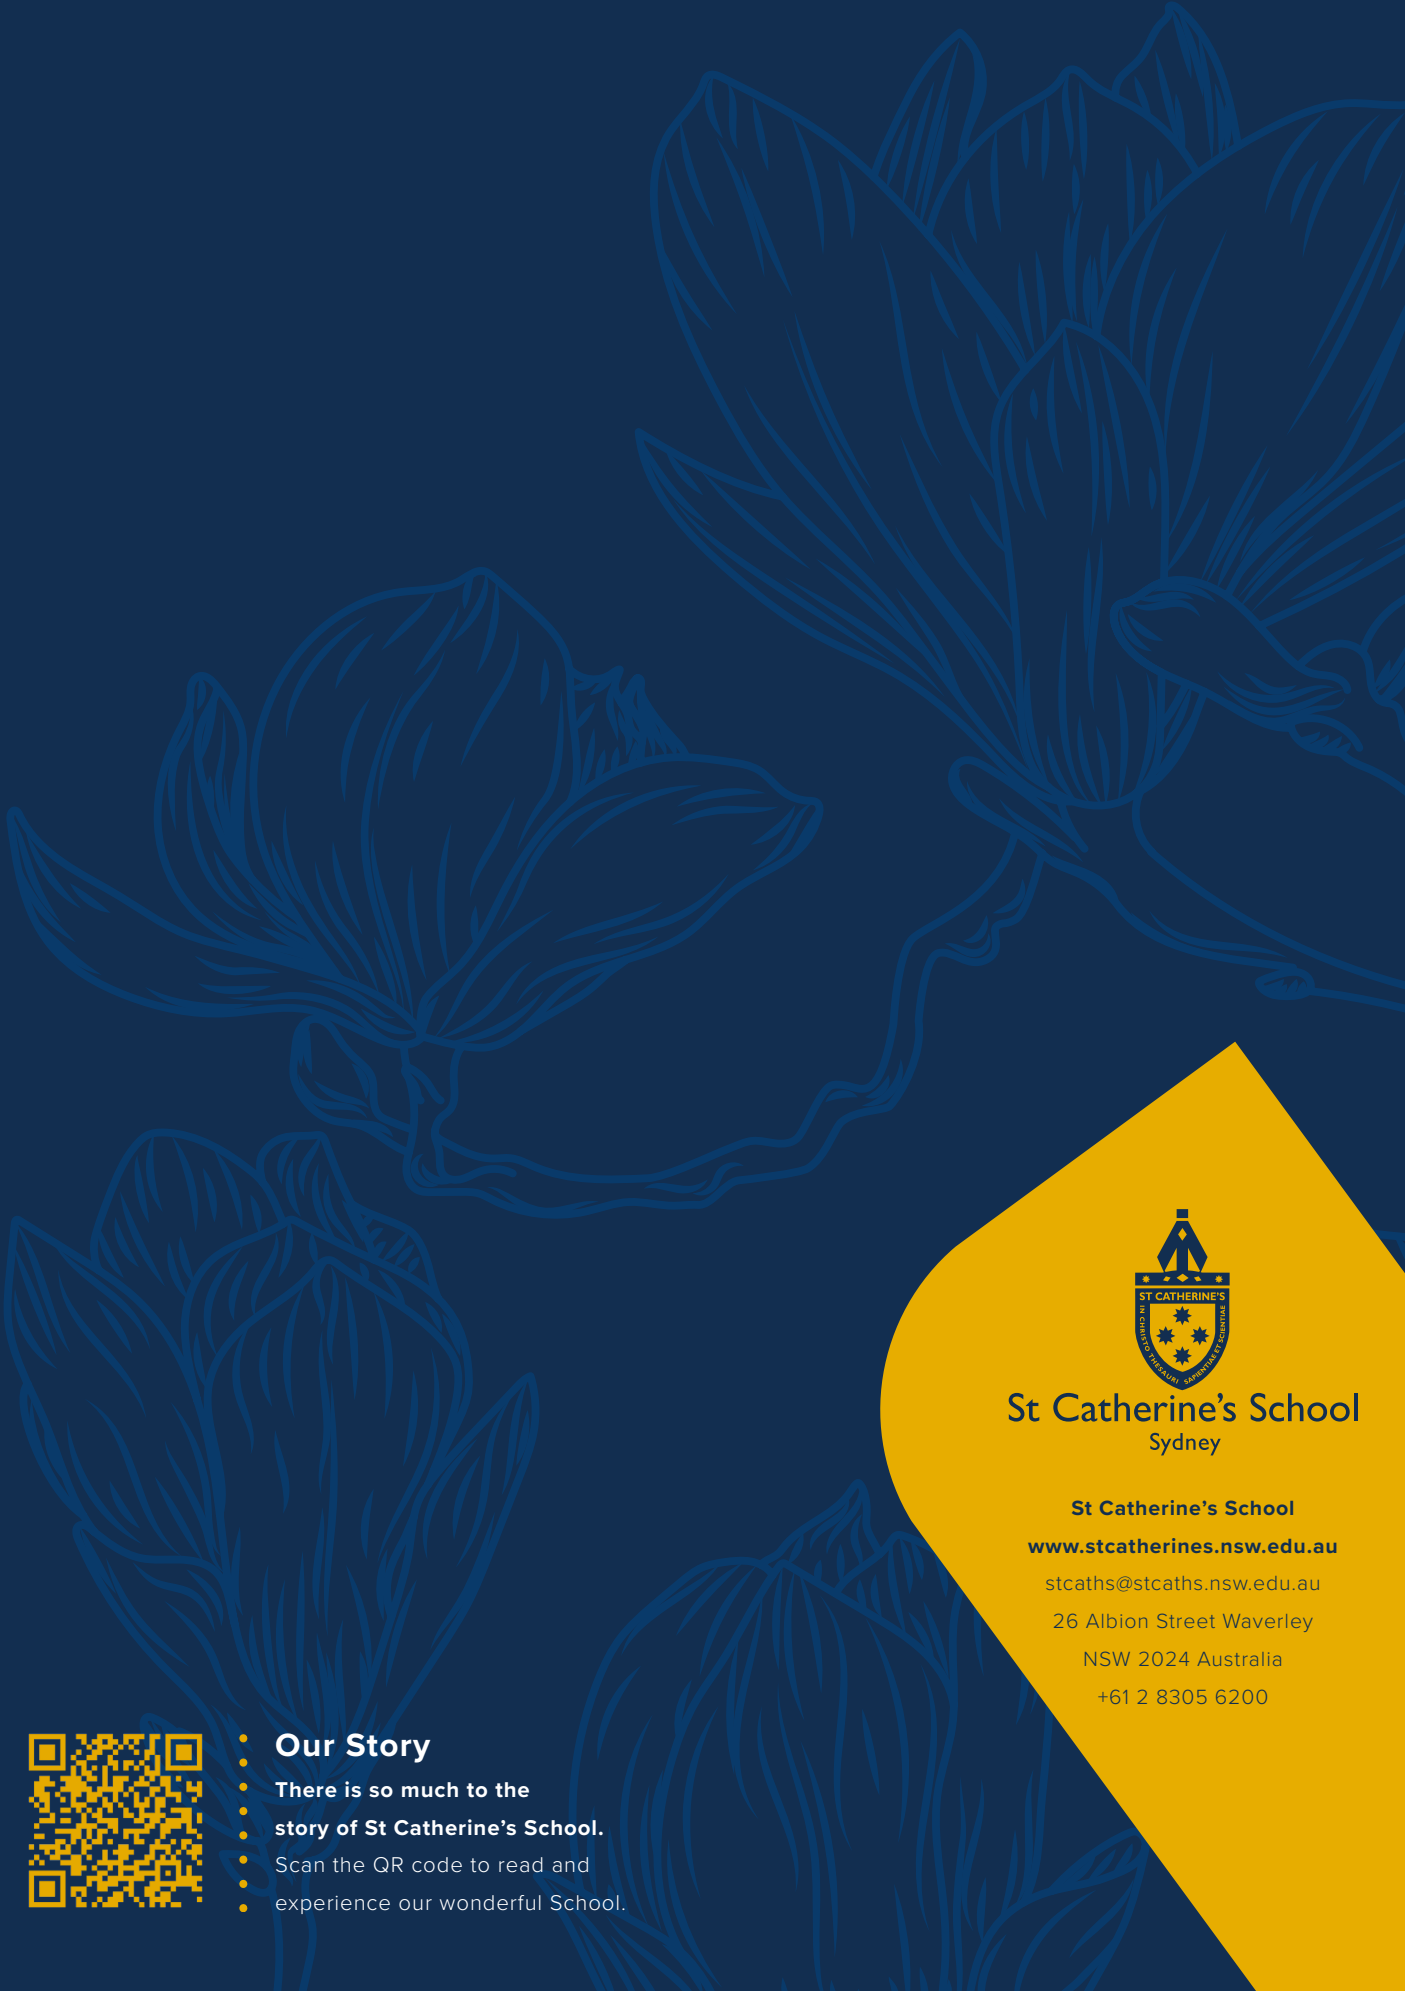 ST CATHERINE'S
IN CHRISTO THESAURI SAPIENTIAE ET SCIENTIAE
St Catherine’s School
Sydney
St Catherine’s School
www.stcatherines.nsw.edu.au
stcaths@stcaths.nsw.edu.au
26 Albion Street Waverley
NSW 2024 Australia
+61 2 8305 6200
Our Story
There is so much to the
story of St Catherine’s School.
Scan the QR code to read and
experience our wonderful School.